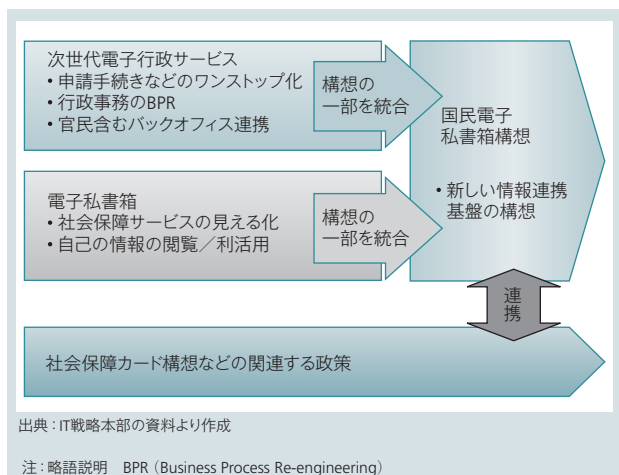 次世代電子行政サービス
• 申請手続きなどのワンストップ化
• 行政事務のBPR
• 官民含むバックオフィス連携
構想の
一部を統合
国民電子
私書箱構想
• 新しい情報連携
基盤の構想
電子私書箱
• 社会保障サービスの見える化
• 自己の情報の閲覧／利活用
構想の
一部を統合
連携
社会保障カード構想などの関連する政策
出典：IT戦略本部の資料より作成
注：略語説明　BPR（Business Process Re-engineering）